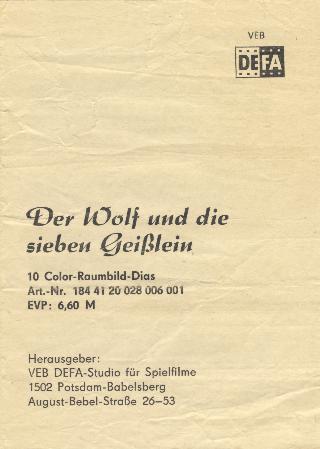 VEB
DEFA
Der Wolf und die
sieben Geißlein
10 Color-Raumbild-Dias
Art.-Nr. 184 41 20 028 006 001
EVP: 6,60 M
Herausgeber:
VEB DEFA-Studio für Spielfilme
1502 Potsdam-Babelsberg
August-Bebel-Straße 26–53